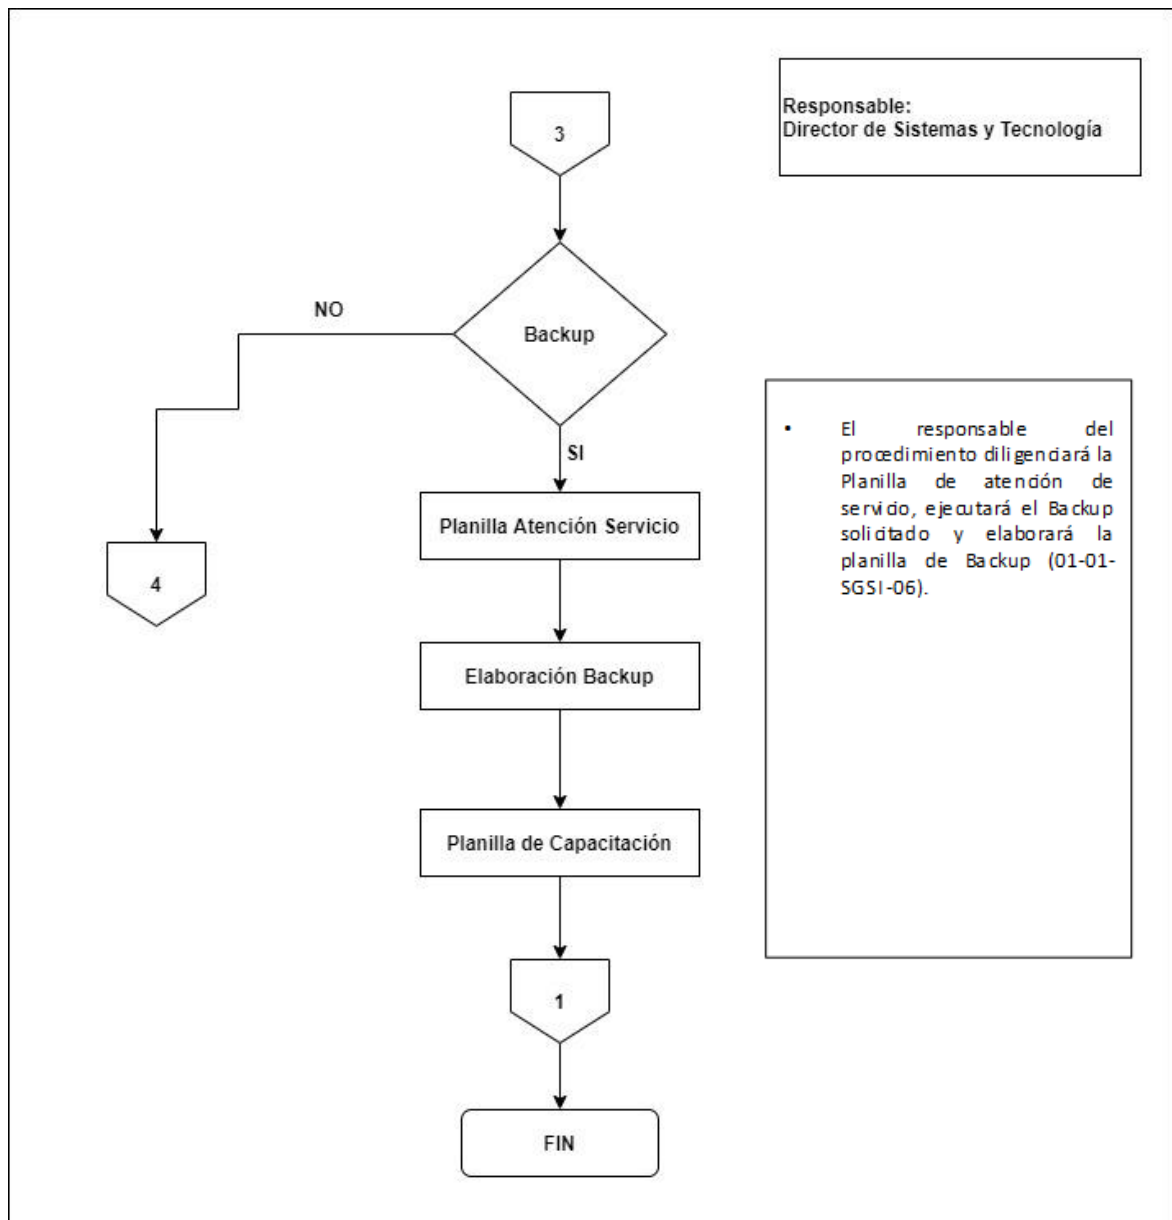 3
Responsable:
Director de Sistemas y Tecnología
NO
Backup
SI
Planilla Atención Servicio
4
Elaboración Backup
Planilla de Capacitación
1
FIN
• El responsable del
procedimiento diligenciará la
Planilla de atención de
servicio, ejecutará el Backup
solicitado y elaborará la
planilla de Backup (01-01-
SGSI-06).